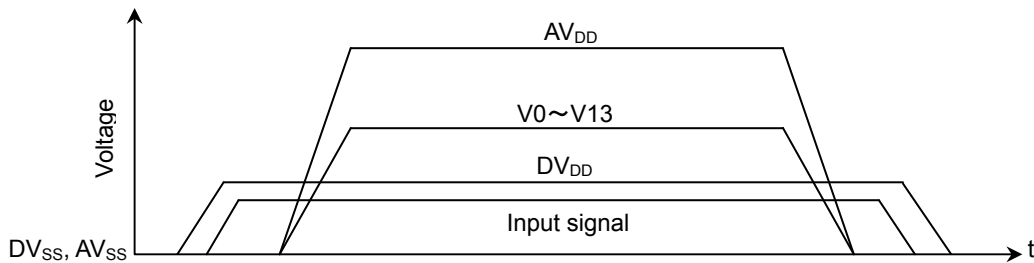 Voltage
AV_DD
V0～V13
DV_DD
Input signal
DV_SS, AV_SS
t